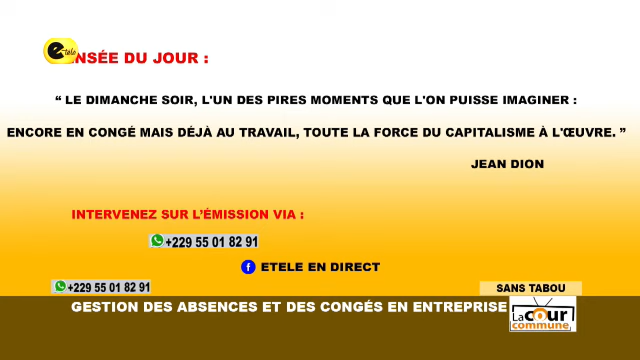 e-tele
NSÉE DU JOUR :
“ LE DIMANCHE SOIR, L'UN DES PIRES MOMENTS QUE L'ON PUISSE IMAGINER :
ENCORE EN CONGÉ MAIS DÉJÀ AU TRAVAIL, TOUTE LA FORCE DU CAPITALISME À L'ŒUVRE. ”
JEAN DION
INTERVENEZ SUR L'ÉMISSION VIA :
+229 55 01 82 91
f ETELE EN DIRECT
+229 55 01 82 91
SANS TABOU
GESTION DES ABSENCES ET DES CONGÉS EN ENTREPRISE
La cour
commune,